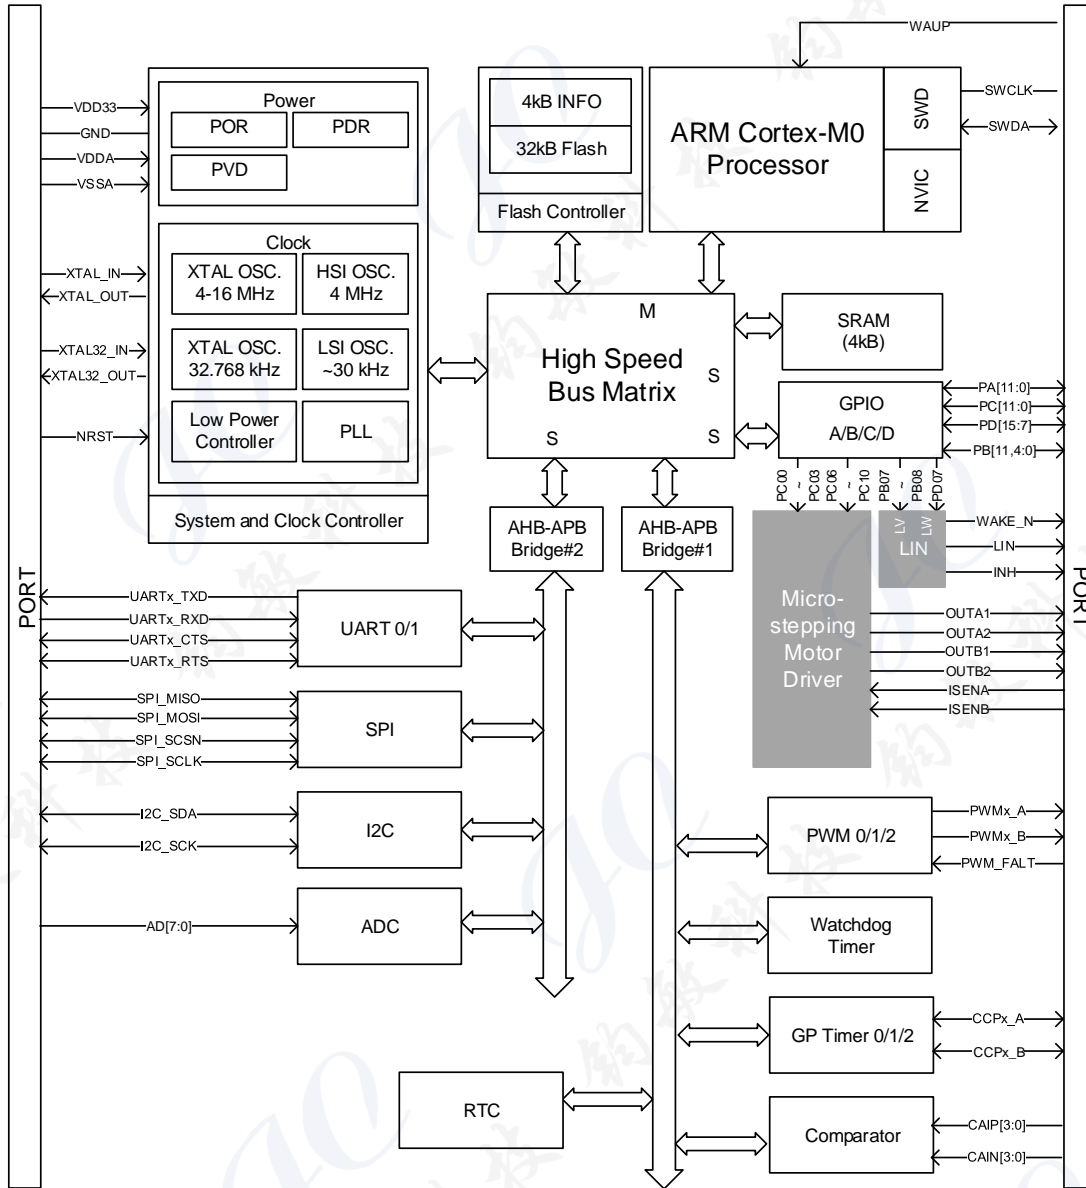 WAUP
Power
POR
PDR
PVD
VDD33
GND
VDDA
VSSA
4kB INFO
32kB Flash
Flash Controller
ARM Cortex-M0
Processor
SWD
NVIC
SWCLK
SWDA
Clock
XTAL OSC.
4-16 MHz
HSI OSC.
4 MHz
XTAL OSC.
32.768 kHz
LSI OSC.
~30 kHz
Low Power
Controller
PLL
System and Clock Controller
XTAL_IN
XTAL_OUT
XTAL32_IN
XTAL32_OUT
NRST
M
High Speed
Bus Matrix
S
S
S
SRAM
(4kB)
GPIO
A/B/C/D
PA[11:0]
PC[11:0]
PD[15:7]
PB[11,4:0]
PC00
~
PC03
PC06
~
PC10
PB07
~
PB08
PD07
AHB-APB
Bridge#2
AHB-APB
Bridge#1
LV
LW
LIN
WAKE_N
LIN
INH
PORT
PORT
UARTx_TXD
UARTx_RXD
UARTx_CTS
UARTx_RTS
UART 0/1
Micro-
stepping
Motor
Driver
OUTA1
OUTA2
OUTB1
OUTB2
ISENA
ISENB
SPI_MISO
SPI_MOSI
SPI_SCSN
SPI_SCLK
SPI
I2C_SDA
I2C_SCK
I2C
PWM 0/1/2
PWMx_A
PWMx_B
PWM_FALT
AD[7:0]
ADC
Watchdog
Timer
GP Timer 0/1/2
CCPx_A
CCPx_B
RTC
Comparator
CAIP[3:0]
CAIN[3:0]